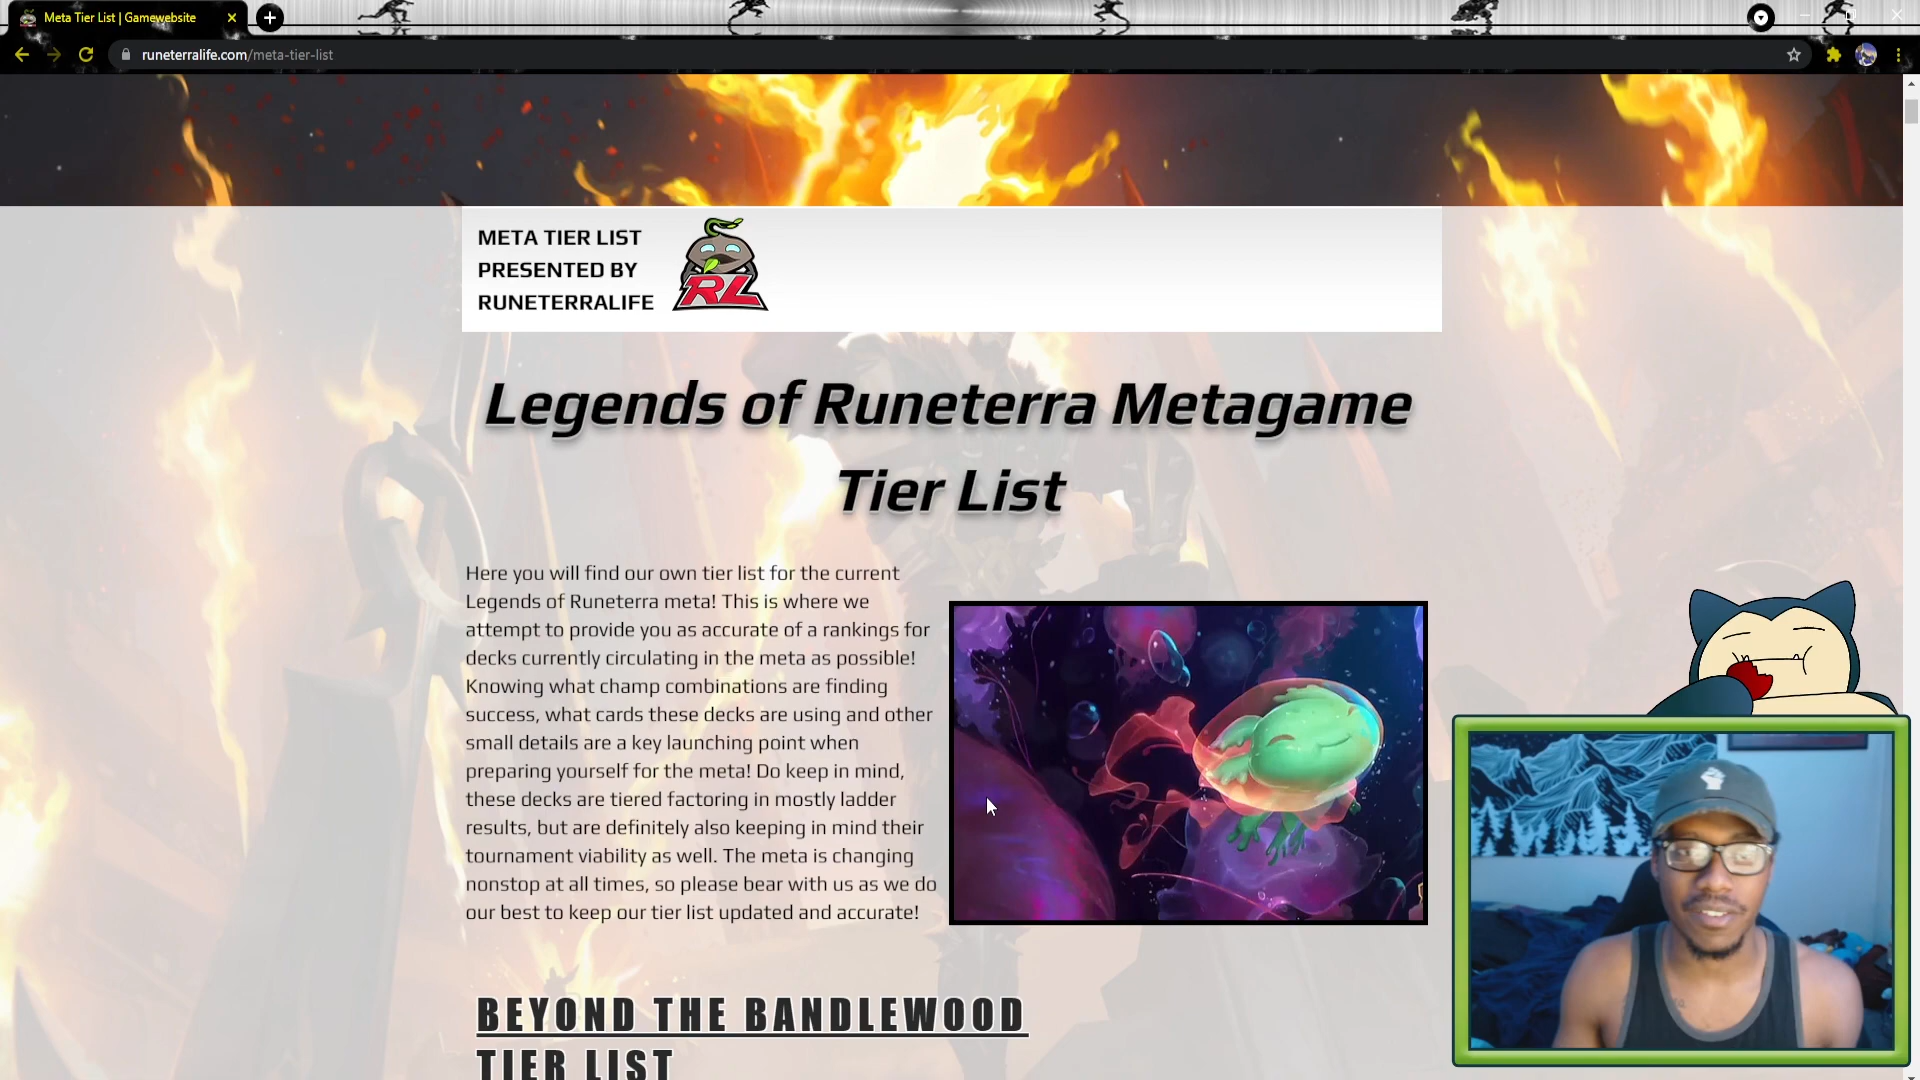 Meta Tier List | Gamewebsite
runeterralife.com/meta-tier-list
META TIER LIST
PRESENTED BY
RUNETERRALIFE
RL
Legends of Runeterra Metagame
Tier List
Here you will find our own tier list for the current
Legends of Runeterra meta! This is where we
attempt to provide you as accurate of a rankings for
decks currently circulating in the meta as possible!
Knowing what champ combinations are finding
success, what cards these decks are using and other
small details are a key launching point when
preparing yourself for the meta! Do keep in mind,
these decks are tiered factoring in mostly ladder
results, but are definitely also keeping in mind their
tournament viability as well. The meta is changing
nonstop at all times, so please bear with us as we do
our best to keep our tier list updated and accurate!
BEYOND THE BANDLEWOOD
TIER LIST